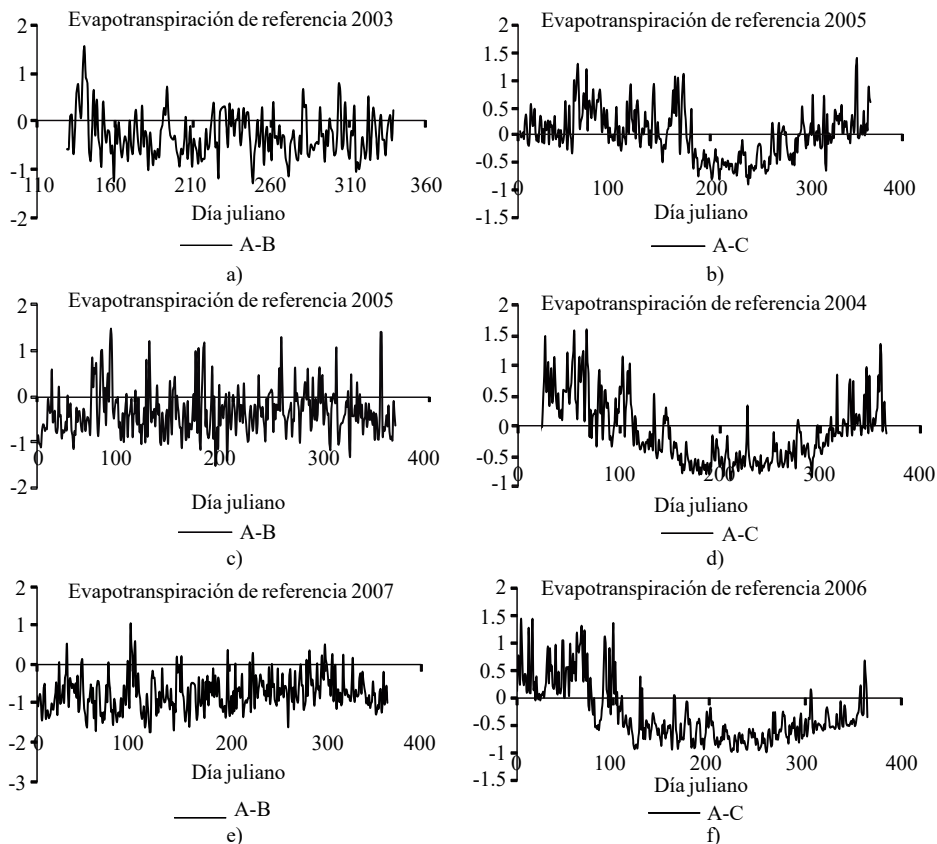 Evapotranspiración de referencia 2003
2
1
0
-1
-2
110 160 210 260 310 360
Día juliano
A-B
a)
Evapotranspiración de referencia 2005
2
1.5
1
0.5
0
-0.5
-1
-1.5
0 100 200 300 400
Día juliano
A-C
b)
Evapotranspiración de referencia 2005
2
1
0
-1
-2
0 100 200 300 400
Día juliano
A-B
c)
Evapotranspiración de referencia 2004
2
1.5
1
0.5
0
-0.5
-1
0 100 200 300 400
Día juliano
A-C
d)
Evapotranspiración de referencia 2007
2
1
0
-1
-2
-3
0 100 200 300 400
Día juliano
A-B
e)
Evapotranspiración de referencia 2006
2
1.5
1
0.5
0
-0.5
-1
-1.5
0 100 200 300 400
Día juliano
A-C
f)